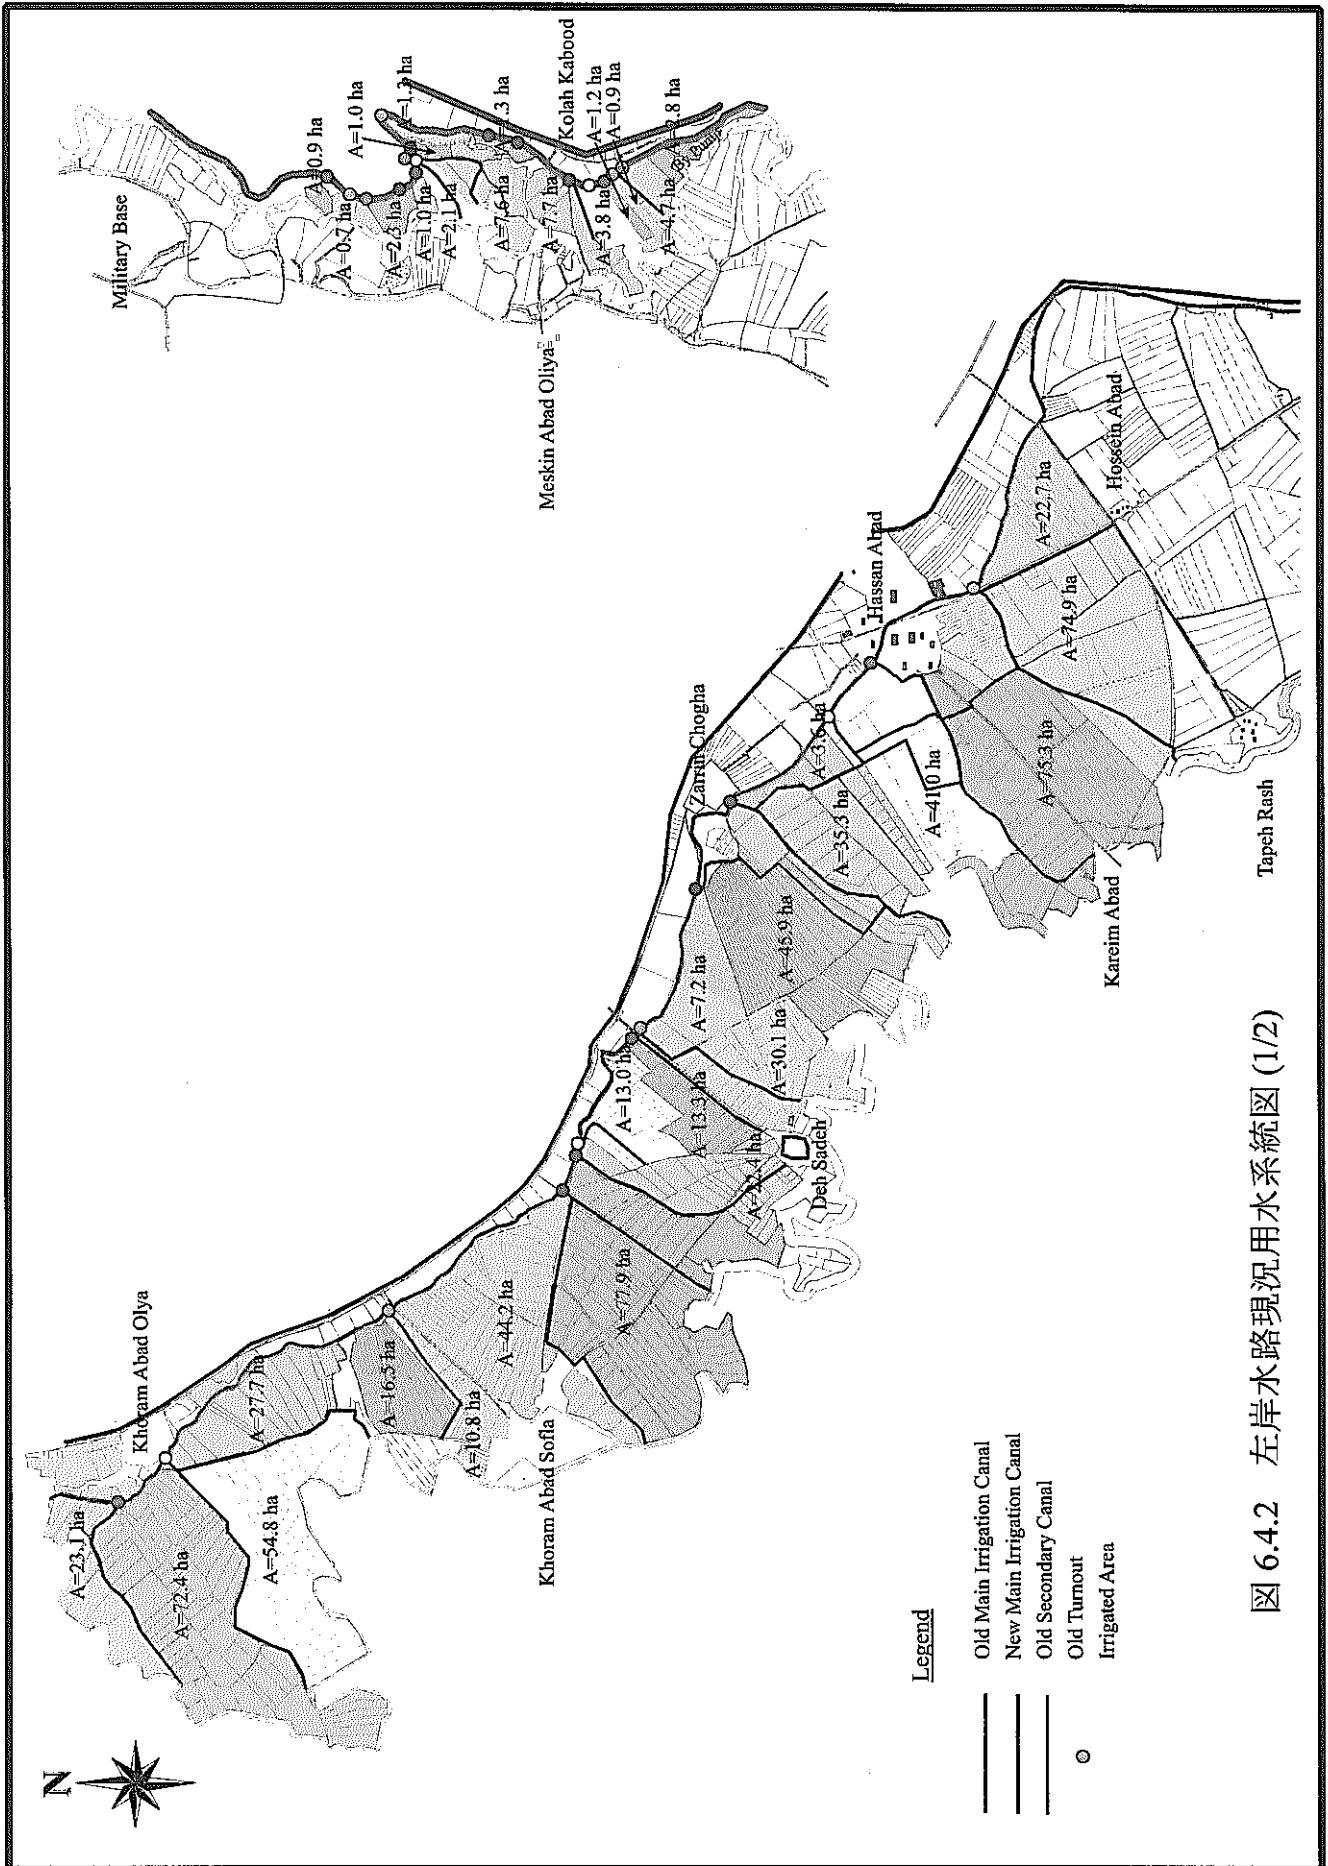 N
A=23.1 ha
A=72.4 ha
A=54.8 ha
Khoram Abad Olya
A=27.7 ha
A=16.5 ha
A=10.8 ha
A=44.2 ha
Khoram Abad Sofla
A=77.9 ha
Deh Sadeh
A=13.0 ha
A=13.3 ha
A=30.1 ha
A=7.2 ha
A=45.9 ha
Zarrin Chogha
A=35.3 ha
A=3.6 ha
A=41.0 ha
Hassan Abad
A=75.3 ha
Kareim Abad
A=74.9 ha
A=22.7 ha
Hossein Abad
Tapeh Rash
Military Base
A=0.9 ha
A=0.7 ha
A=2.3 ha
A=1.0 ha
A=1.0 ha
A=2.1 ha
A=7.6 ha
A=7.7 ha
Meskin Abad Oliya
Kolah Kabood
A=3.8 ha
A=1.2 ha
A=0.9 ha
A=4.7 ha
Legend
Old Main Irrigation Canal
New Main Irrigation Canal
Old Secondary Canal
Old Turnout
Irrigated Area
図 6.4.2 左岸水路現況用水系統図 (1/2)